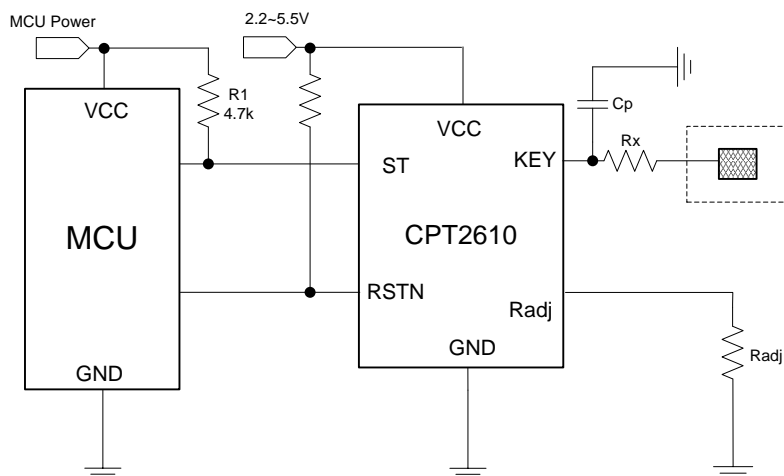 MCU Power
2.2~5.5V
R1
4.7k
VCC
VCC
Cp
Rx
KEY
ST
MCU
CPT2610
RSTN
Radj
GND
GND
Radj